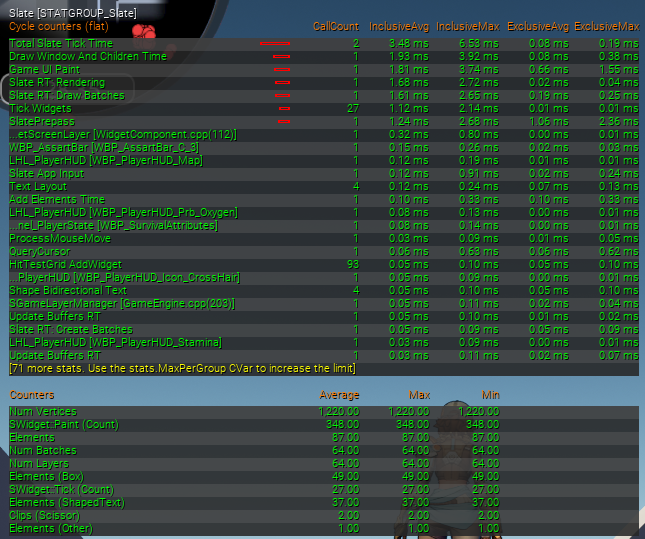 Slate [STATGROUP_Slate]
Cycle counters (flat) CallCount InclusiveAvg InclusiveMax ExclusiveAvg ExclusiveMax
Total Slate Tick Time 2 3.48 ms 6.53 ms 0.08 ms 0.19 ms
Draw Window And Children Time 1 1.93 ms 3.92 ms 0.08 ms 0.38 ms
Game UI Paint 1 1.81 ms 3.74 ms 0.66 ms 1.55 ms
Slate RT: Rendering 1 1.68 ms 2.72 ms 0.02 ms 0.04 ms
Slate RT: Draw Batches 1 1.61 ms 2.65 ms 0.19 ms 0.25 ms
Tick Widgets 27 1.12 ms 2.14 ms 0.01 ms 0.01 ms
SlatePrepass 1 1.24 ms 2.68 ms 1.06 ms 2.36 ms
...etScreenLayer [WidgetComponent.cpp(112)] 1 0.32 ms 0.80 ms 0.00 ms 0.01 ms
WBP_AssartBar [WBP_AssartBar_C_3] 1 0.15 ms 0.26 ms 0.02 ms 0.03 ms
LHL_PlayerHUD [WBP_PlayerHUD_Map] 1 0.12 ms 0.19 ms 0.01 ms 0.01 ms
Slate App Input 1 0.12 ms 0.91 ms 0.02 ms 0.24 ms
Text Layout 4 0.12 ms 0.24 ms 0.07 ms 0.13 ms
Add Elements Time 1 0.10 ms 0.33 ms 0.10 ms 0.33 ms
LHL_PlayerHUD [WBP_PlayerHUD_Prb_Oxygen] 1 0.08 ms 0.13 ms 0.00 ms 0.01 ms
...nel_PlayerState [WBP_SurvivalAttributes] 1 0.08 ms 0.14 ms 0.00 ms 0.01 ms
ProcessMouseMove 1 0.03 ms 0.09 ms 0.01 ms 0.05 ms
QueryCursor 1 0.06 ms 0.63 ms 0.06 ms 0.62 ms
HitTestGrid AddWidget 93 0.05 ms 0.10 ms 0.05 ms 0.10 ms
..._PlayerHUD [WBP_PlayerHUD_Icon_CrossHair] 1 0.05 ms 0.09 ms 0.00 ms 0.01 ms
Shape Bidirectional Text 4 0.05 ms 0.10 ms 0.05 ms 0.10 ms
SGameLayerManager [GameEngine.cpp(203)] 1 0.05 ms 0.11 ms 0.02 ms 0.04 ms
Update Buffers RT 1 0.05 ms 0.10 ms 0.01 ms 0.02 ms
Slate RT: Create Batches 1 0.05 ms 0.09 ms 0.05 ms 0.09 ms
LHL_PlayerHUD [WBP_PlayerHUD_Stamina] 1 0.05 ms 0.09 ms 0.00 ms 0.01 ms
Update Buffers RT 1 0.03 ms 0.11 ms 0.02 ms 0.07 ms
[71 more stats. Use the stats.MaxPerGroup CVar to increase the limit]
Counters Average Max Min
Num Vertices 1,220.00 1,220.00 1,220.00
SWidget::Paint (Count) 348.00 348.00 348.00
Elements 87.00 87.00 87.00
Num Batches 64.00 64.00 64.00
Num Layers 64.00 64.00 64.00
Elements (Box) 49.00 49.00 49.00
SWidget::Tick (Count) 27.00 27.00 27.00
Elements (ShapedText) 37.00 37.00 37.00
Clips (Scissor) 2.00 2.00 2.00
Elements (Other) 1.00 1.00 1.00